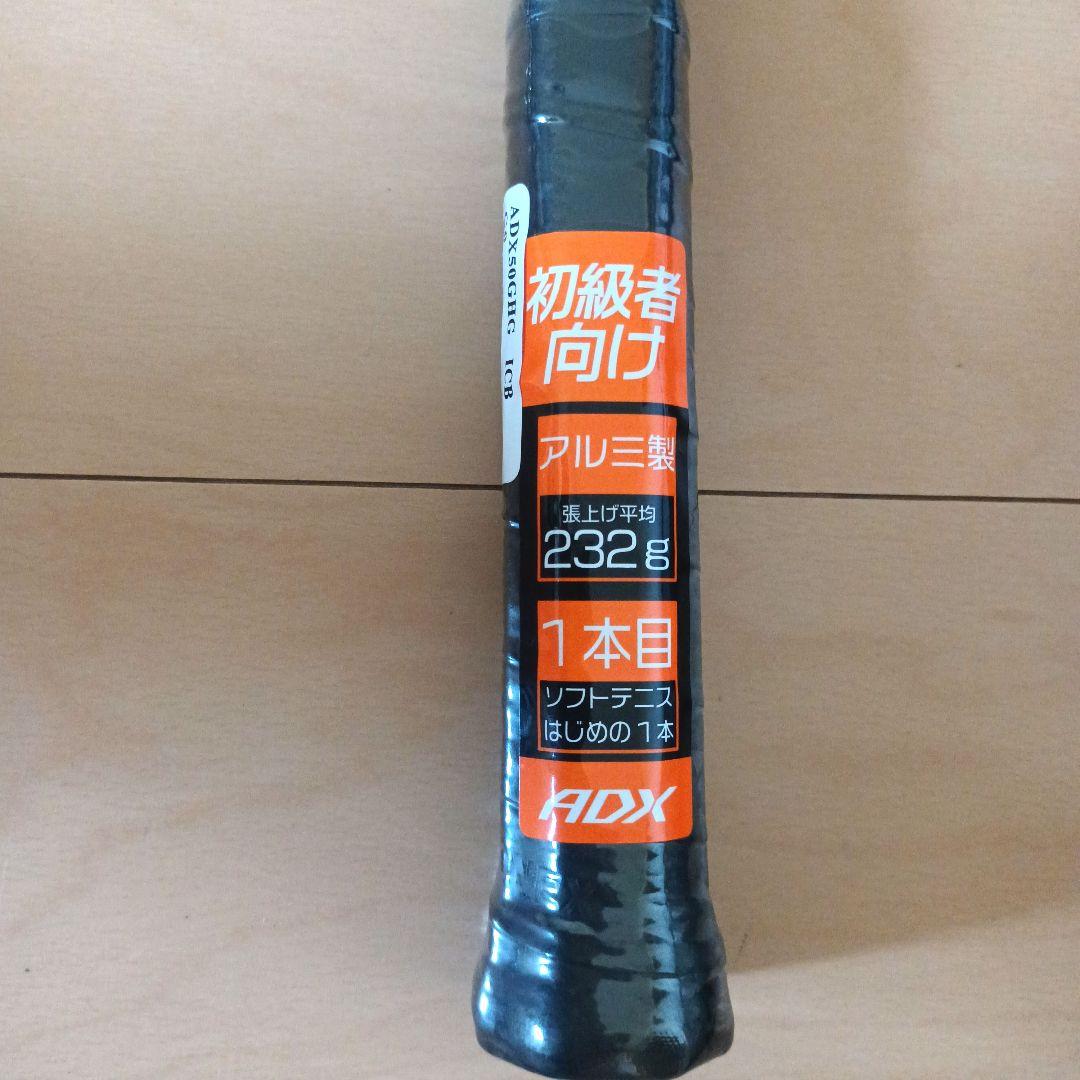 ADX50GHG ICB
初級者
向け
アルミ製
張上げ平均
232g
1本目
ソフトテニス
はじめの1本
ADX